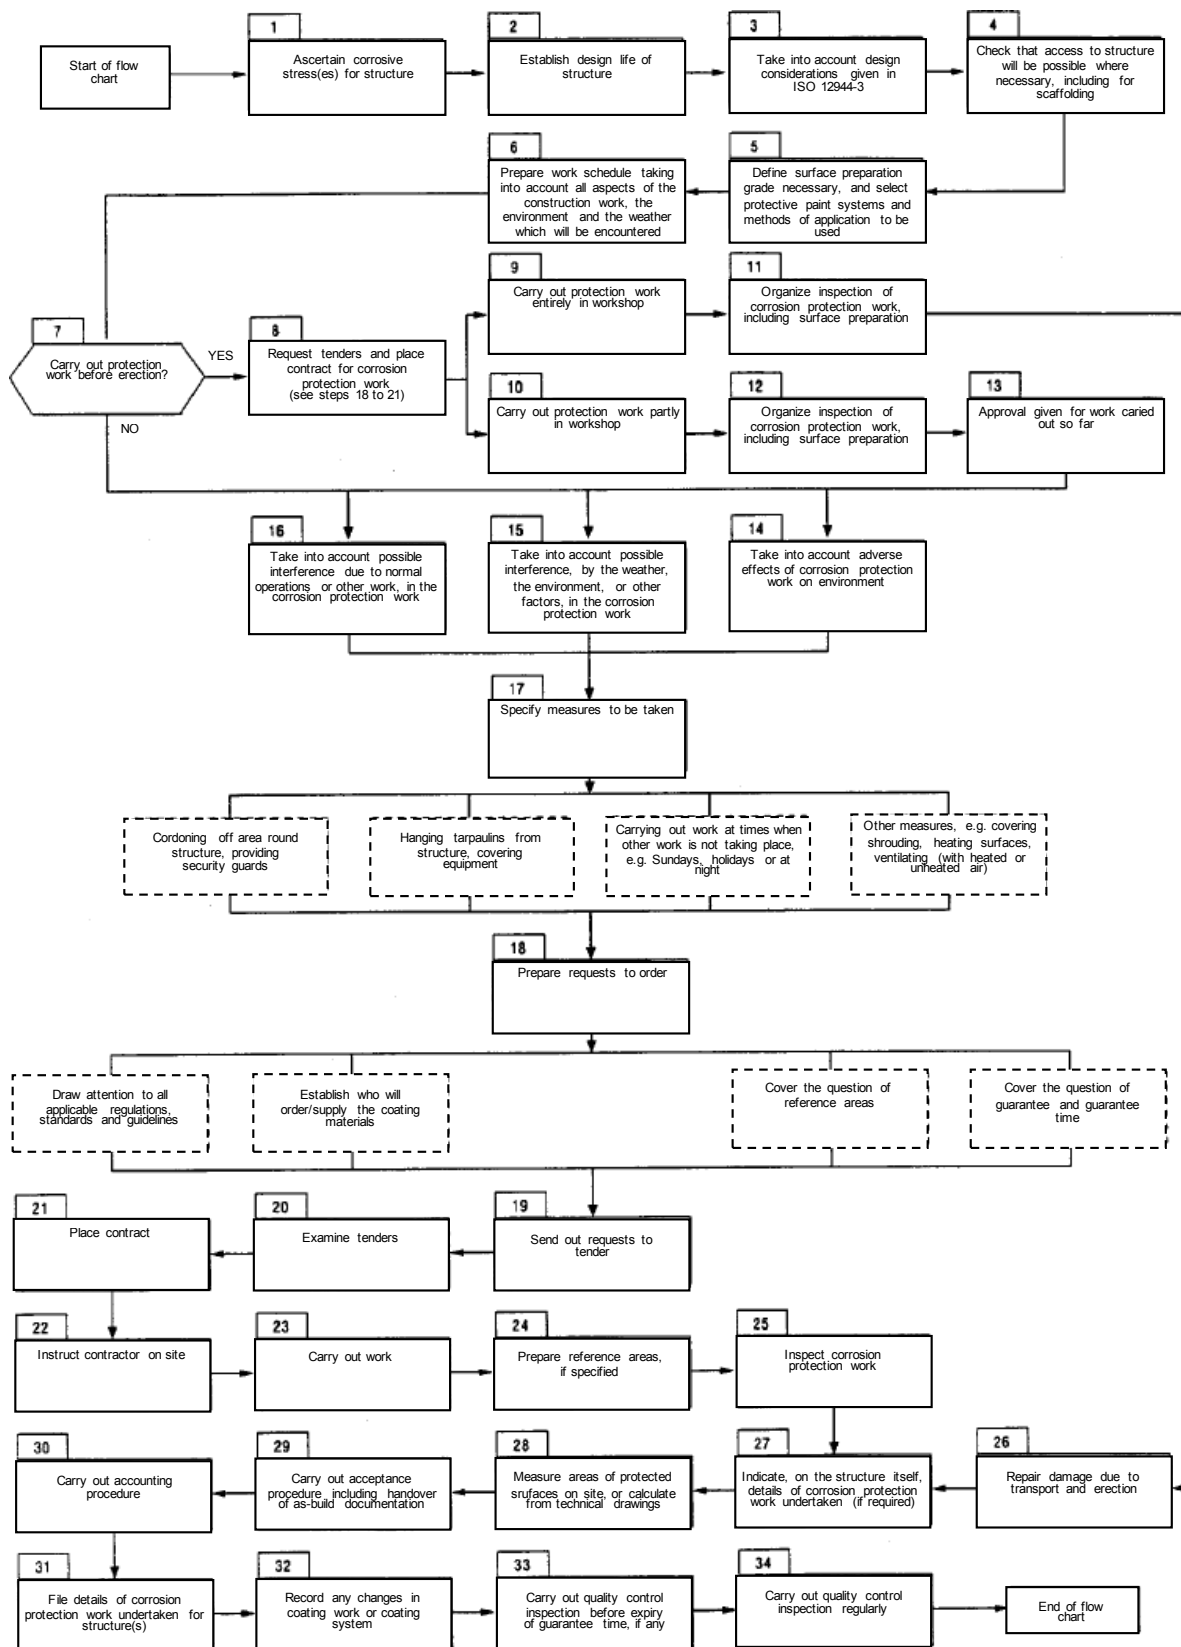 Start of flow
chart
1
Ascertain corrosive
stress(es) for structure
2
Establish design life of
structure
3
Take into account design
considerations given in
ISO 12944-3
4
Check that access to structure
will be possible where
necessary, including for
scaffolding
6
Prepare work schedule taking
into account all aspects of the
construction work, the
environment and the weather
which will be encountered
5
Define surface preparation
grade necessary, and select
protective paint systems and
methods of application to be
used
7
Carry out protection
work before erection?
YES
NO
8
Request tenders and place
contract for corrosion
protection work
(see steps 18 to 21)
9
Carry out protection work
entirely in workshop
11
Organize inspection of
corrosion protection work,
including surface preparation
10
Carry out protection work partly
in workshop
12
Organize inspection of
corrosion protection work,
including surface preparation
13
Approval given for work caried
out so far
16
Take into account possible
interference due to normal
operations or other work, in the
corrosion protection work
15
Take into account possible
interference, by the weather,
the environment, or other
factors, in the corrosion
protection work
14
Take into account adverse
effects of corrosion protection
work on environment
17
Specify measures to be taken
Cordoning off area round
structure, providing
security guards
Hanging tarpaulins from
structure, covering
equipment
Carrying out work at times when
other work is not taking place,
e.g. Sundays, holidays or at
night
Other measures, e.g. covering
shrouding, heating surfaces,
ventilating (with heated or
unheated air)
18
Prepare requests to order
Draw attention to all
applicable regulations,
standards and guidelines
Establish who will
order/supply the coating
materials
Cover the question of
reference areas
Cover the question of
guarantee and guarantee
time
21
Place contract
20
Examine tenders
19
Send out requests to
tender
22
Instruct contractor on site
23
Carry out work
24
Prepare reference areas,
if specified
25
Inspect corrosion
protection work
30
Carry out accounting
procedure
29
Carry out acceptance
procedure including handover
of as-build documentation
28
Measure areas of protected
srufaces on site, or calculate
from technical drawings
27
Indicate, on the structure itself,
details of corrosion protection
work undertaken (if required)
26
Repair damage due to
transport and erection
31
File details of corrosion
protection work undertaken for
structure(s)
32
Record any changes in
coating work or coating
system
33
Carry out quality control
inspection before expiry
of guarantee time, if any
34
Carry out quality control
inspection regularly
End of flow
chart